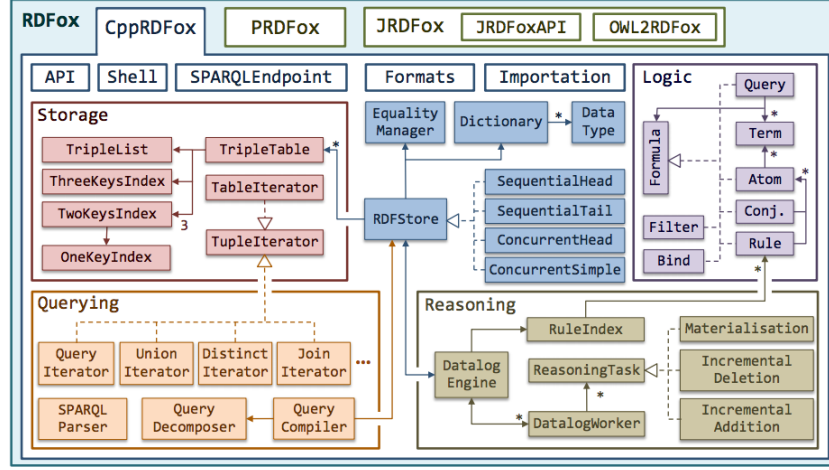 RDFox
CppRDFox
PRDFox
JRDFox
JRDFoxAPI
OWL2RDFox
API
Shell
SPARQLEndpoint
Formats
Importation
Storage
TripleList
TripleTable
*
ThreeKeysIndex
TableIterator
TwoKeysIndex
3
TupleIterator
OneKeyIndex
Equality
Manager
Dictionary
*
Data
Type
RDFStore
SequentialHead
SequentialTail
ConcurrentHead
ConcurrentSimple
Logic
Query
*
Formula
Term
*
Atom
*
Conj.
Filter
Rule
Bind
*
Querying
Query
Iterator
Union
Iterator
Distinct
Iterator
Join
Iterator
...
SPARQL
Parser
Query
Decomposer
Query
Compiler
Reasoning
RuleIndex
Materialisation
Datalog
Engine
ReasoningTask
Incremental
Deletion
*
*
DatalogWorker
Incremental
Addition